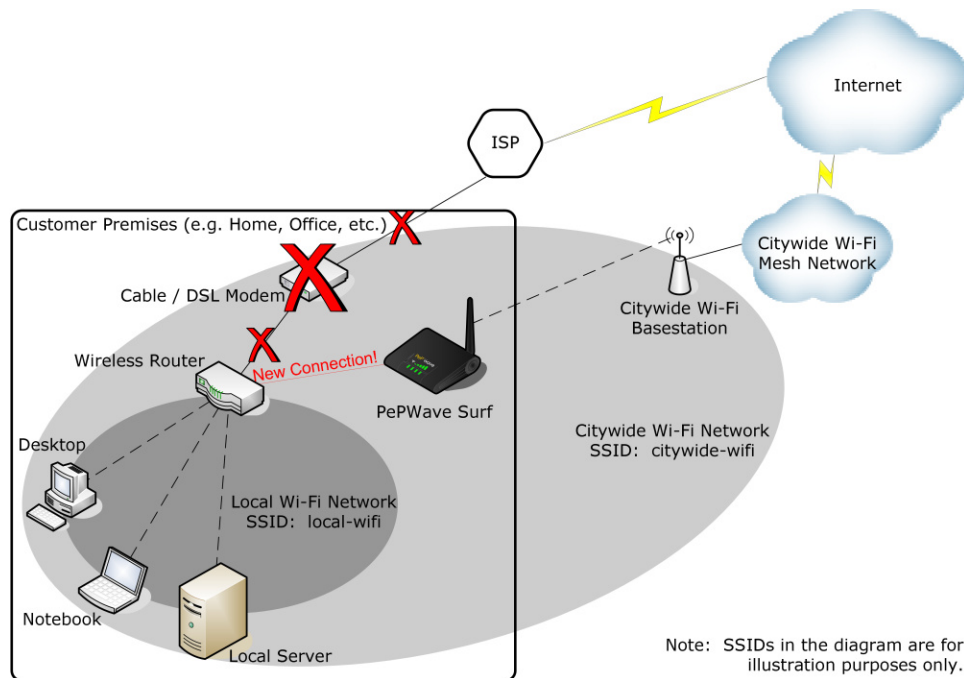 Internet
ISP
Customer Premises (e.g. Home, Office, etc.)
Citywide Wi-Fi
Mesh Network
Cable / DSL Modem
Citywide Wi-Fi
Basestation
Wireless Router
New Connection!
PePWave Surf
Citywide Wi-Fi Network
SSID: citywide-wifi
Desktop
Local Wi-Fi Network
SSID: local-wifi
Notebook
Local Server
Note: SSIDs in the diagram are for
illustration purposes only.